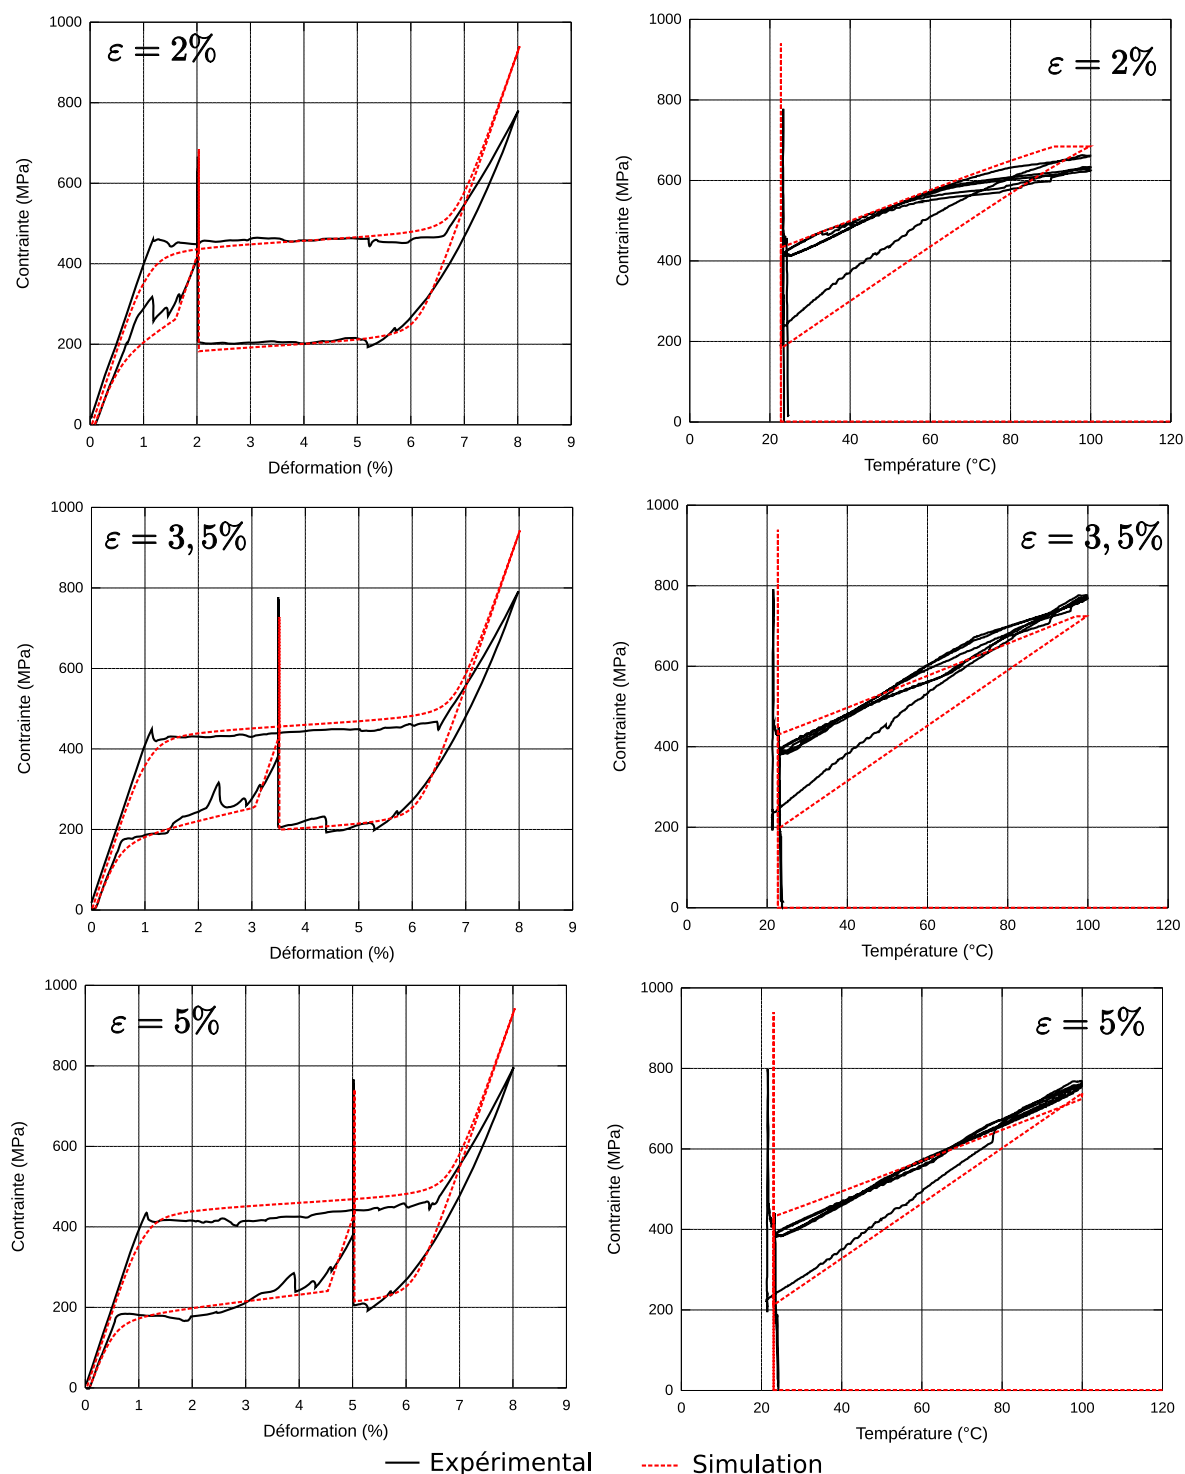 ε = 2%
Contrainte (MPa)
1000
800
600
400
200
0
0 1 2 3 4 5 6 7 8 9
Déformation (%)
ε = 2%
Contrainte (MPa)
1000
800
600
400
200
0
0 20 40 60 80 100 120
Température (°C)
ε = 3, 5%
Contrainte (MPa)
1000
800
600
400
200
0
0 1 2 3 4 5 6 7 8 9
Déformation (%)
ε = 3, 5%
Contrainte (MPa)
1000
800
600
400
200
0
0 20 40 60 80 100 120
Température (°C)
ε = 5%
Contrainte (MPa)
1000
800
600
400
200
0
0 1 2 3 4 5 6 7 8 9
Déformation (%)
ε = 5%
Contrainte (MPa)
1000
800
600
400
200
0
0 20 40 60 80 100 120
Température (°C)
Expérimental Simulation